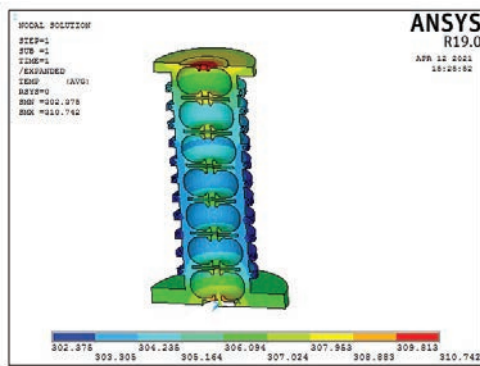 NODAL SOLUTION
STEP=1
SUB =1
TIME=1
/EXPANDED
TEMP (AVG)
RSYS=0
SMN =302.375
SMX =310.742
ANSYS
R19.0
APR 12 2021
302.375 304.235 306.094 307.953 309.813
303.305 305.164 307.024 308.883 310.742